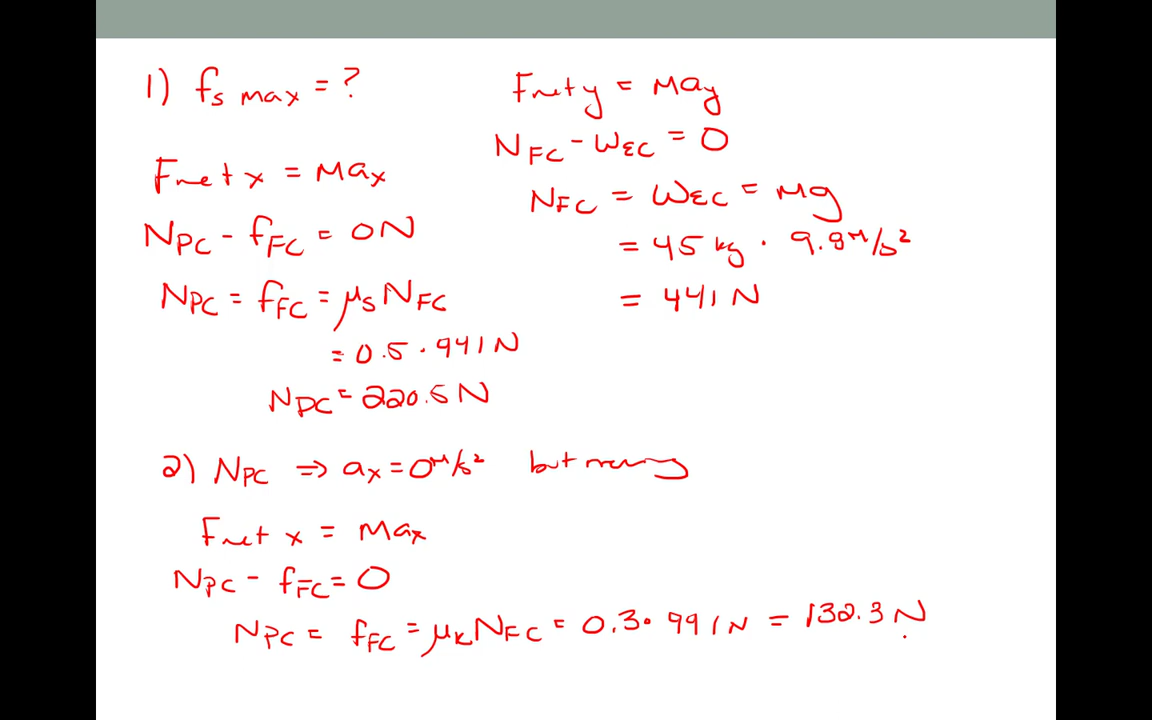 1) fs max = ?
Fnet x = Max
NPC - fFC = 0N
NPC = fFC = μs NFC
= 0.5 · 441 N
NPC = 220.5 N
Fnet y = May
NFC - WEC = 0
NFC = WEC = Mg
= 45 kg · 9.8 M/s²
= 441 N
2) NPC ⇒ ax = 0 M/s² but moving
Fnet x = Max
NPC - fFC = 0
NPC = fFC = μk NFC = 0.3 · 441 N = 132.3 N